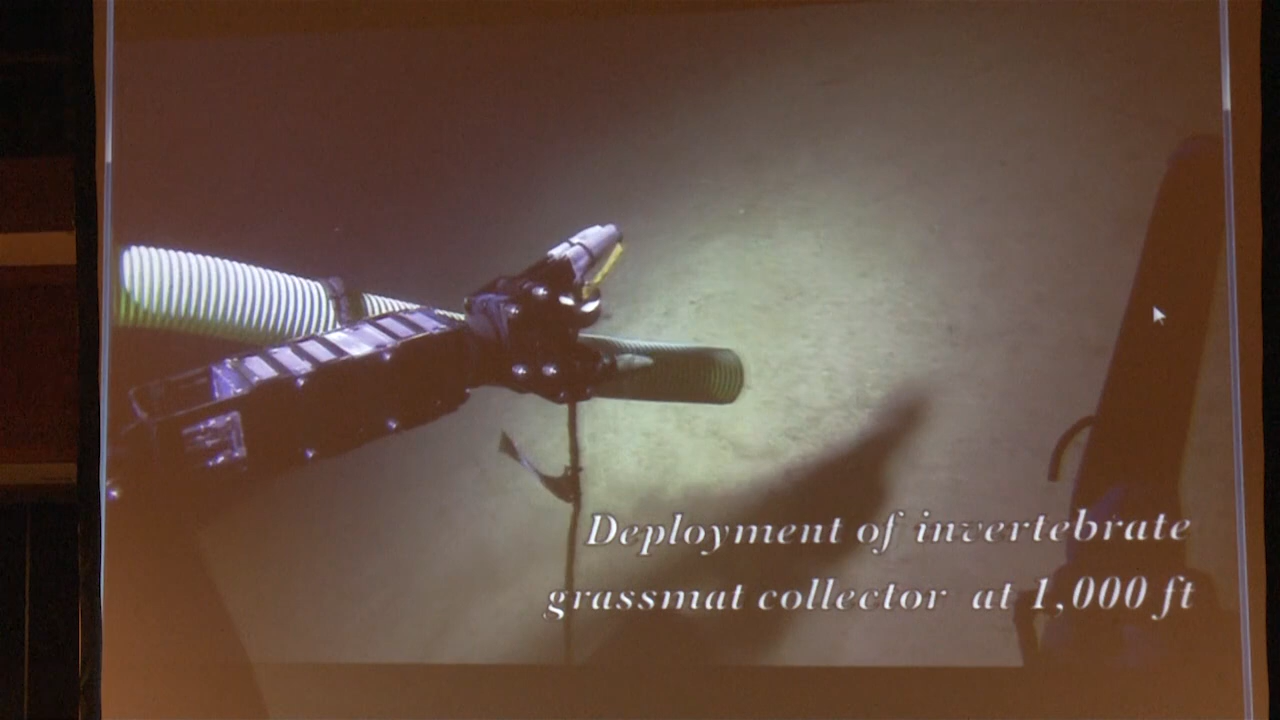 Deployment of invertebrate
grassmat collector at 1,000 ft